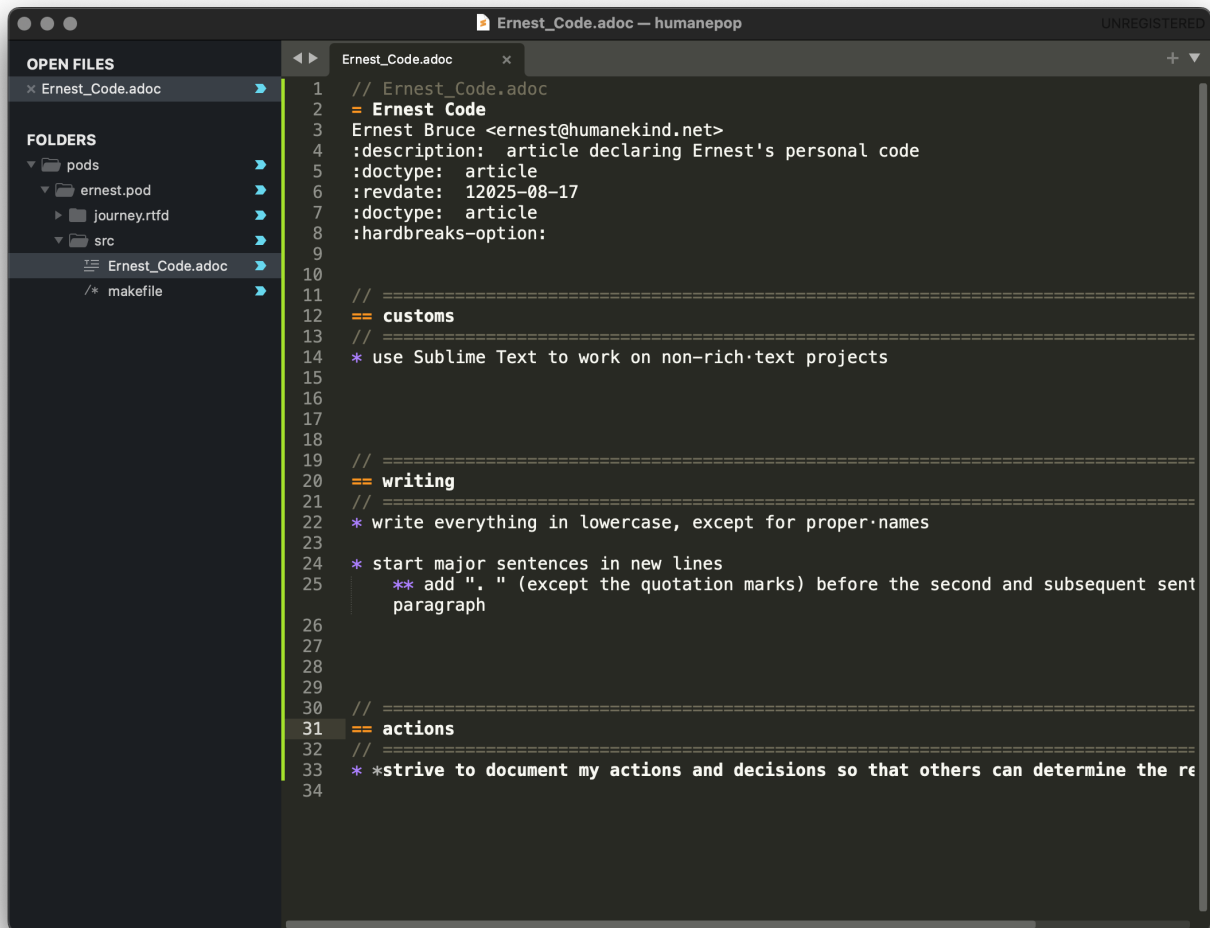 Ernest_Code.adoc — humanepop
UNREGISTERED
OPEN FILES
Ernest_Code.adoc
FOLDERS
pods
ernest.pod
journey.rtfd
src
Ernest_Code.adoc
/* makefile
Ernest_Code.adoc
1 // Ernest_Code.adoc
2 = Ernest Code
3 Ernest Bruce <ernest@humanekind.net>
4 :description:  article declaring Ernest's personal code
5 :doctype:  article
6 :revdate:  12025-08-17
7 :doctype:  article
8 :hardbreaks-option:
9
10
11 // ===============================================================================
12 == customs
13 // ===============================================================================
14 * use Sublime Text to work on non-rich·text projects
15
16
17
18
19 // ===============================================================================
20 == writing
21 // ===============================================================================
22 * write everything in lowercase, except for proper·names
23
24 * start major sentences in new lines
25     ** add ". " (except the quotation marks) before the second and subsequent sent
paragraph
26
27
28
29
30 // ===============================================================================
31 == actions
32 // ===============================================================================
33 * *strive to document my actions and decisions so that others can determine the re
34